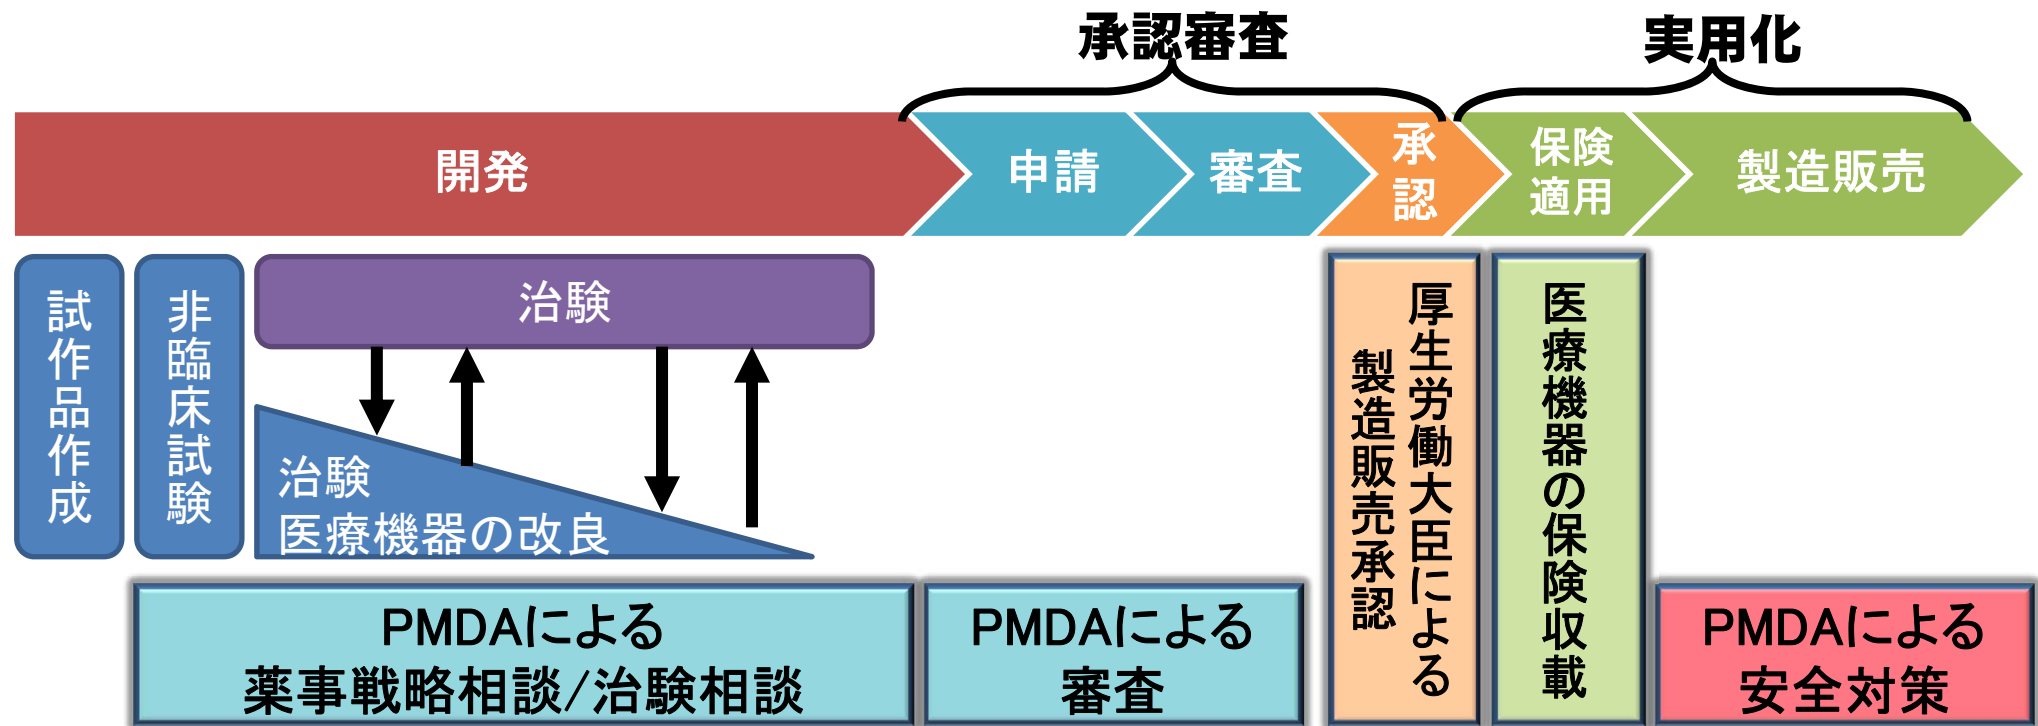 承認審査
実用化
開発
申請
審査
承
認
保険
適用
製造販売
試作品作成
非臨床試験
治験
治験
医療機器の改良
厚生労働大臣による
製造販売承認
医療機器の保険収載
PMDAによる
薬事戦略相談/治験相談
PMDAによる
審査
PMDAによる
安全対策